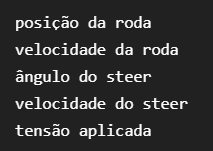 posição da roda
velocidade da roda
ângulo do steer
velocidade do steer
tensão aplicada